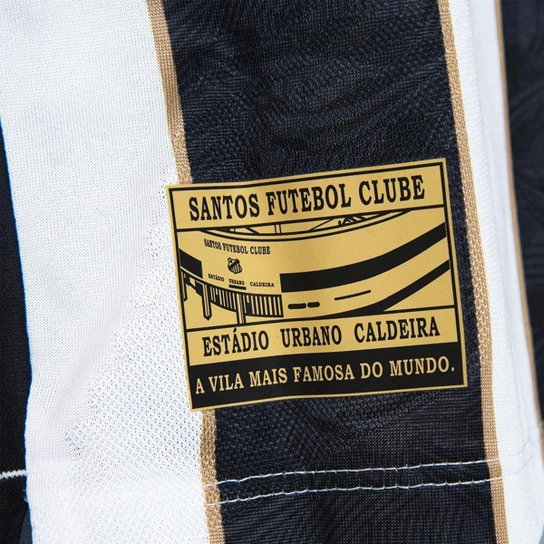 SANTOS FUTEBOL CLUBE
SANTOS FUTEBOL CLUBE
ESTÁDIO URBANO CALDEIRA
ESTÁDIO URBANO CALDEIRA
A VILA MAIS FAMOSA DO MUNDO.